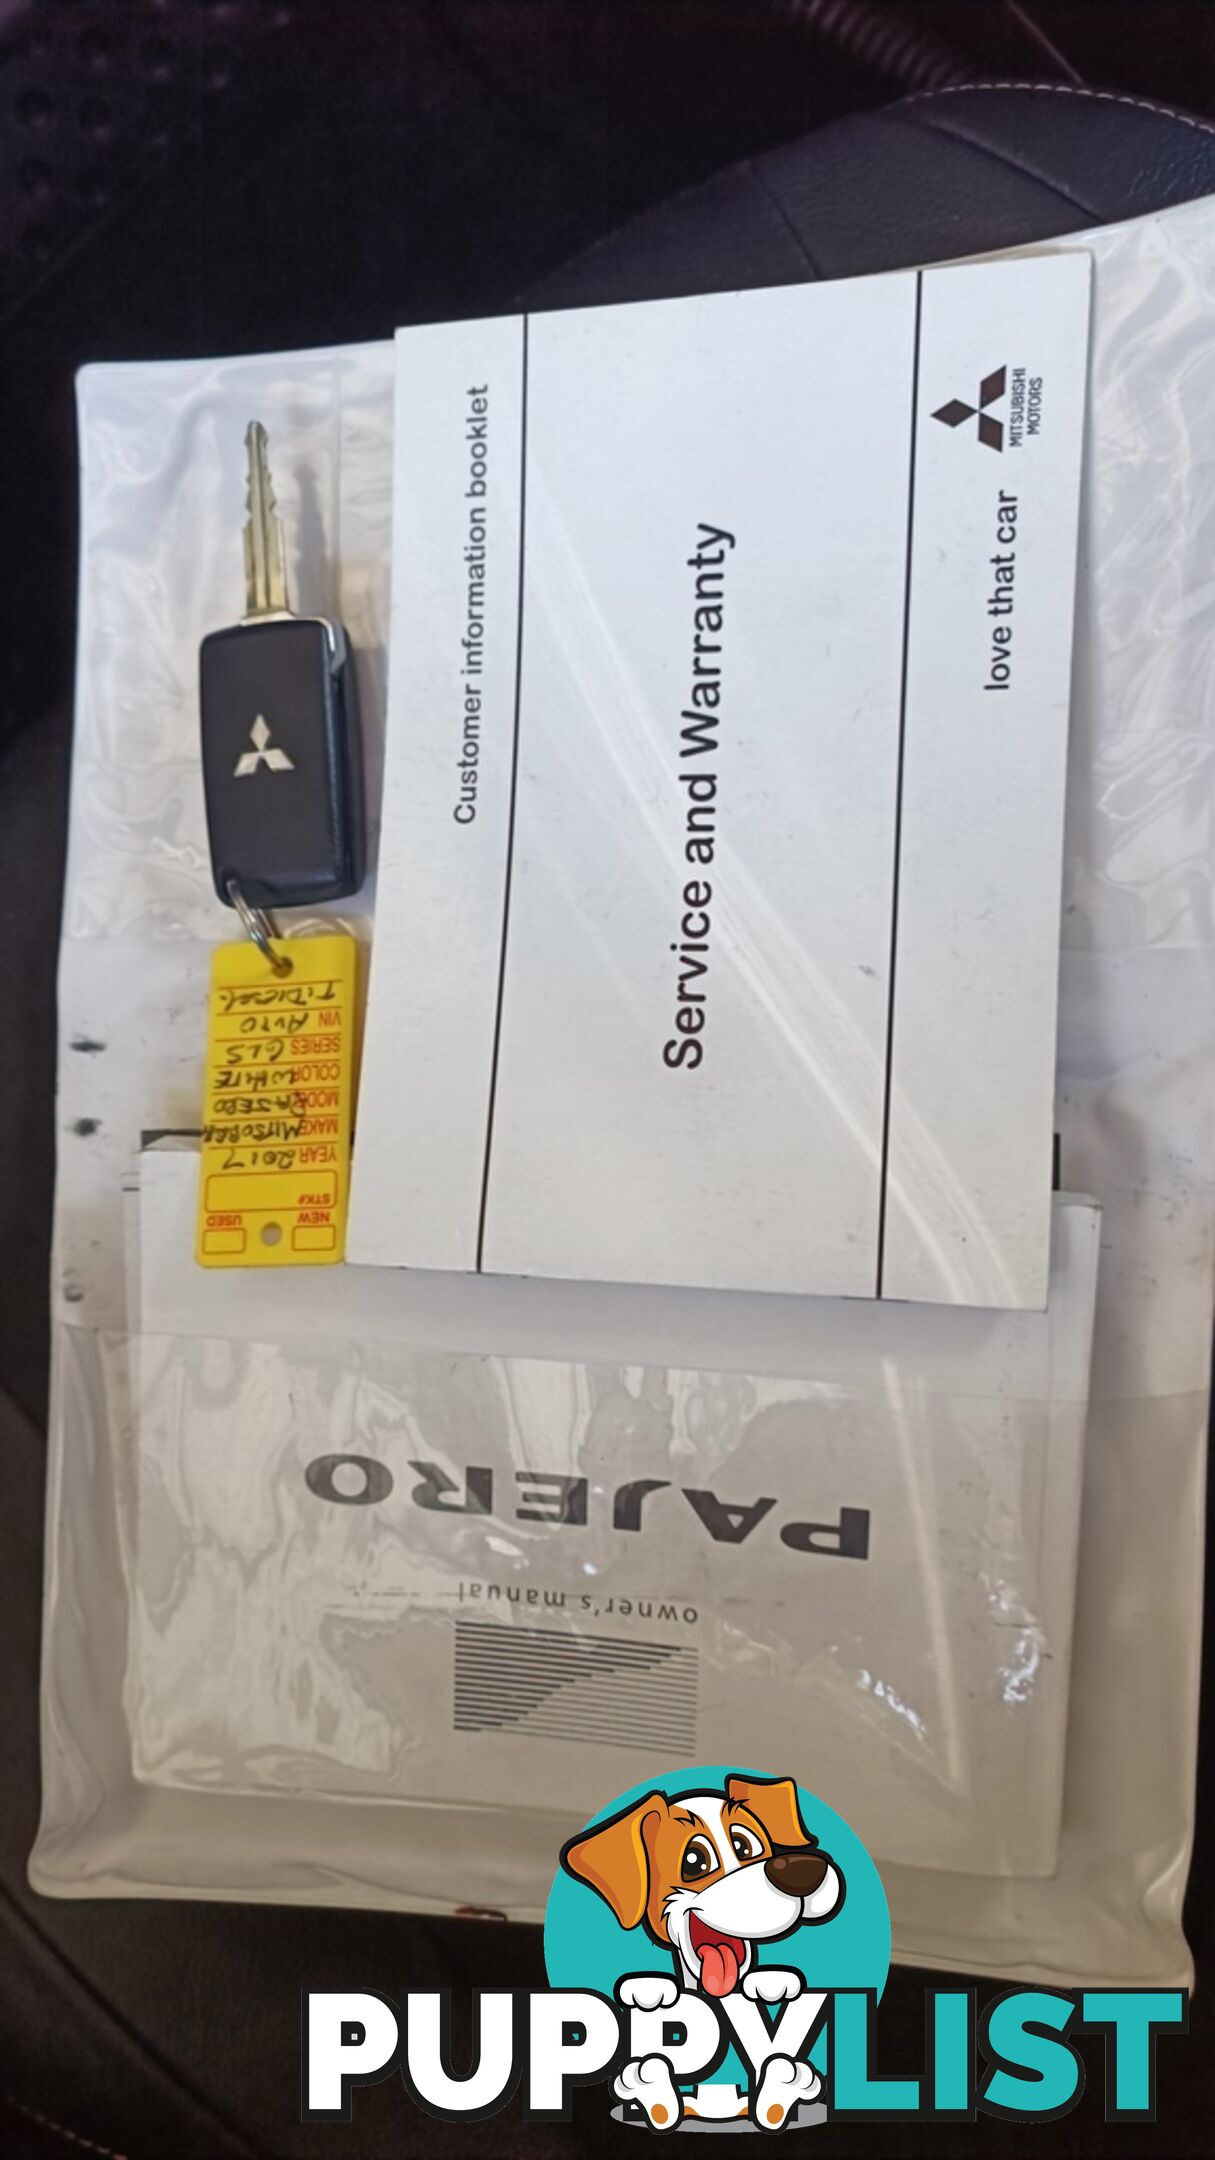 Customer information booklet
Service and Warranty
love that car
MITSUBISHI
MOTORS
NEW
USED
STK#
YEAR 2017
MAKE
MODEL PAJERO
COLOR WHITE
SERIES GLS
VIN AUTO
T. DIESEL
PAJERO
owner's manual
PUPPYLIST